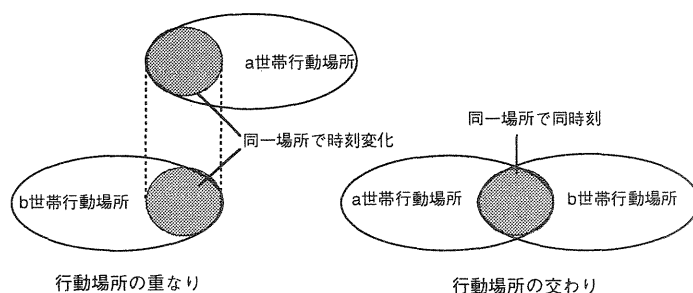 a世帯行動場所
同一場所で時刻変化
b世帯行動場所
行動場所の重なり
同一場所で同時刻
a世帯行動場所
b世帯行動場所
行動場所の交わり